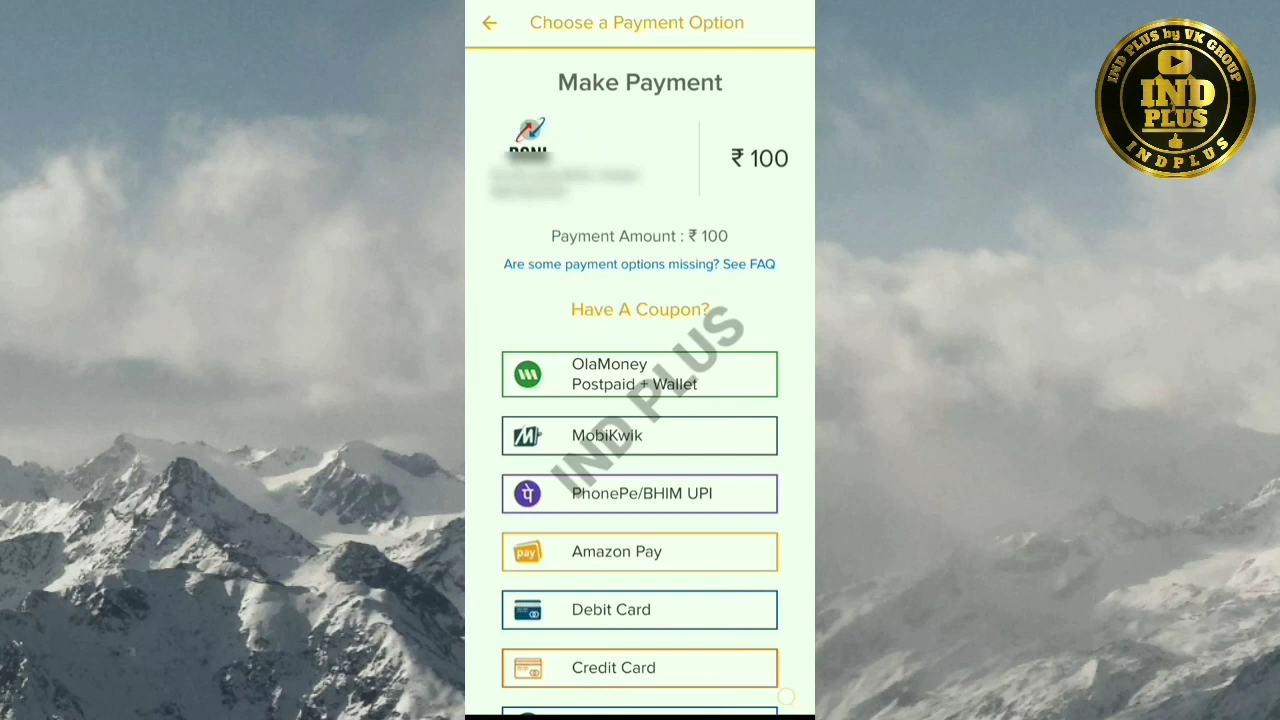 Choose a Payment Option
Make Payment
₹ 100
Payment Amount : ₹ 100
Are some payment options missing? See FAQ
Have A Coupon?
OlaMoney
Postpaid + Wallet
MobiKwik
पे
PhonePe/BHIM UPI
pay
Amazon Pay
Debit Card
Credit Card
IND PLUS
IND PLUS by VK GROUP
IND
PLUS
INDPLUS